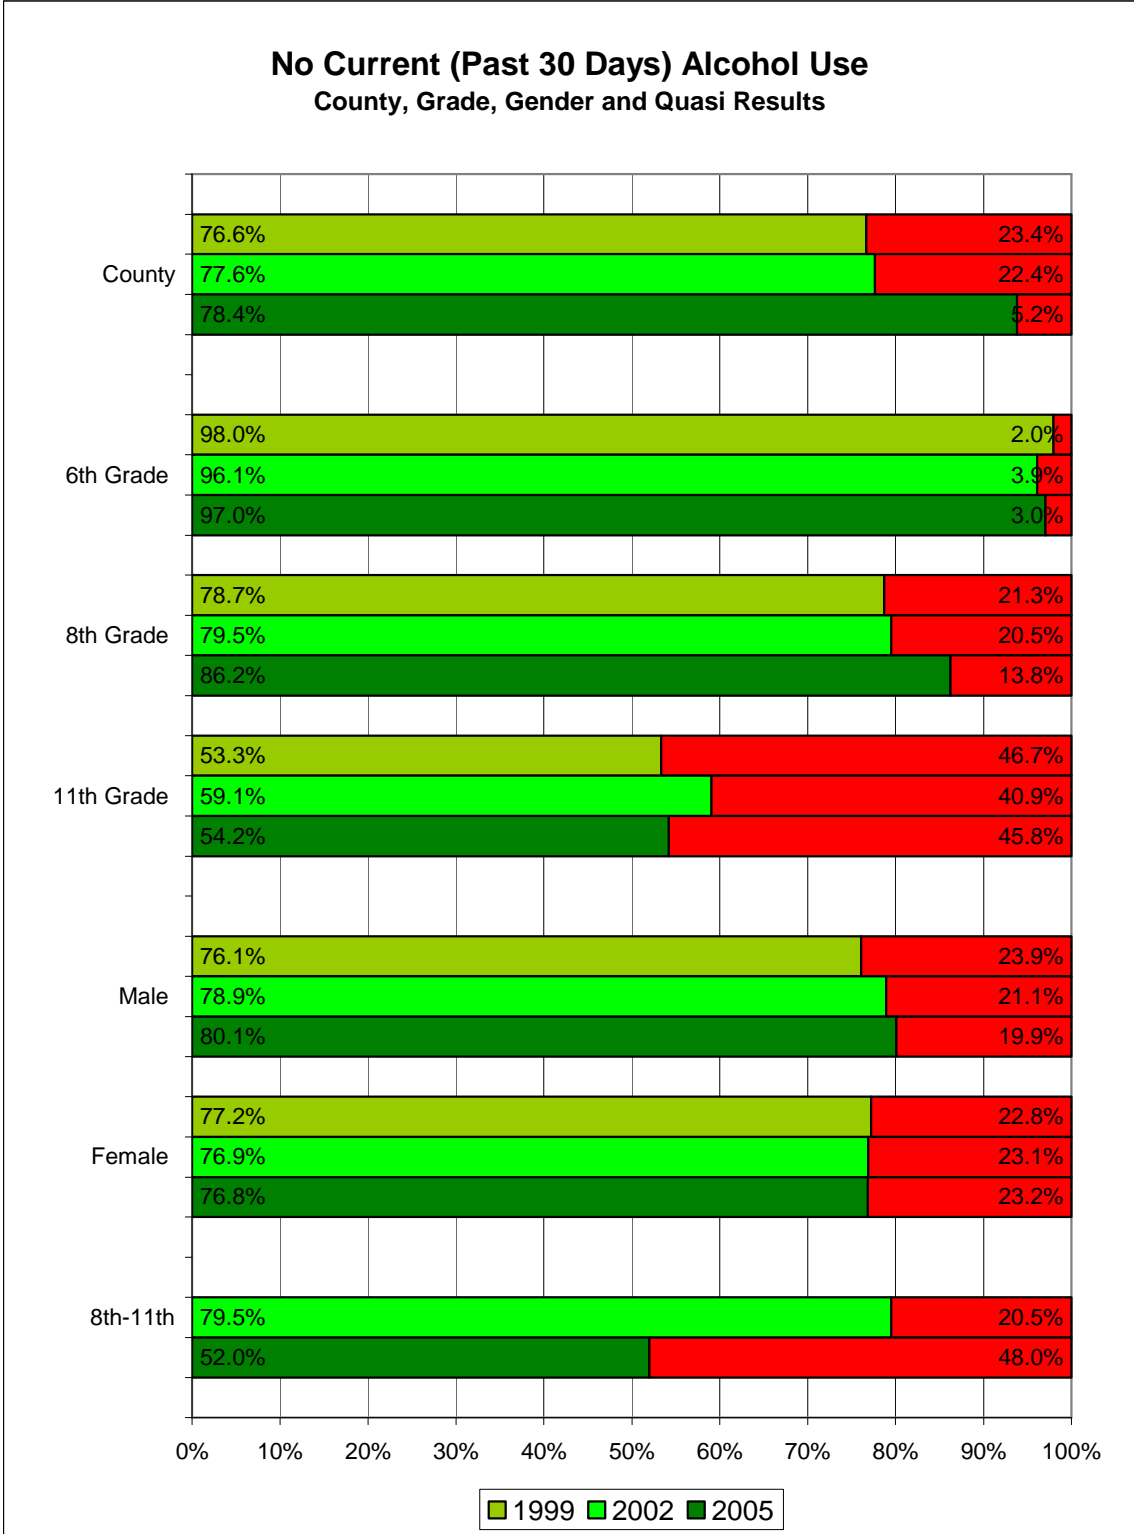 No Current (Past 30 Days) Alcohol Use
County, Grade, Gender and Quasi Results
76.6% 23.4%
County
77.6% 22.4%
78.4% 5.2%
98.0% 2.0%
6th Grade
96.1% 3.9%
97.0% 3.0%
78.7% 21.3%
8th Grade
79.5% 20.5%
86.2% 13.8%
53.3% 46.7%
11th Grade
59.1% 40.9%
54.2% 45.8%
76.1% 23.9%
Male
78.9% 21.1%
80.1% 19.9%
77.2% 22.8%
Female
76.9% 23.1%
76.8% 23.2%
8th-11th
79.5% 20.5%
52.0% 48.0%
0% 10% 20% 30% 40% 50% 60% 70% 80% 90% 100%
1999 2002 2005